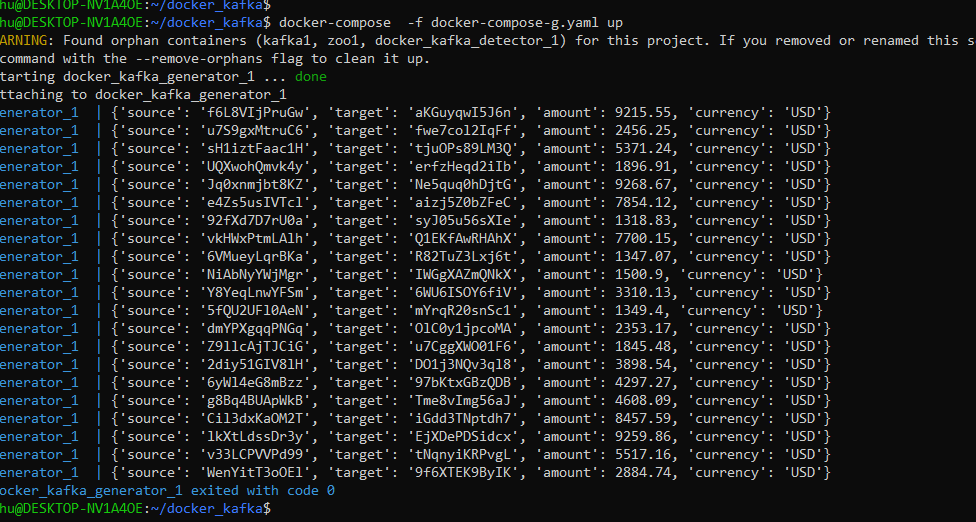 hu@DESKTOP-NV1A4OE:~/docker_kafka$
hu@DESKTOP-NV1A4OE:~/docker_kafka$ docker-compose  -f docker-compose-g.yaml up
ARNING: Found orphan containers (kafka1, zoo1, docker_kafka_detector_1) for this project. If you removed or renamed this s
command with the --remove-orphans flag to clean it up.
tarting docker_kafka_generator_1 ... done
ttaching to docker_kafka_generator_1
enerator_1  | {'source': 'f6L8VIjPruGw', 'target': 'aKGuyqwI5J6n', 'amount': 9215.55, 'currency': 'USD'}
enerator_1  | {'source': 'u7S9gxMtruC6', 'target': 'fwe7col2IqFf', 'amount': 2456.25, 'currency': 'USD'}
enerator_1  | {'source': 'sH1iztFaac1H', 'target': 'tjuOPs89LM3Q', 'amount': 5371.24, 'currency': 'USD'}
enerator_1  | {'source': 'UQXwohQmvk4y', 'target': 'erfzHeqd2iIb', 'amount': 1896.91, 'currency': 'USD'}
enerator_1  | {'source': 'Jq0xnmjbt8KZ', 'target': 'Ne5quq0hDjtG', 'amount': 9268.67, 'currency': 'USD'}
enerator_1  | {'source': 'e4Zs5usIVTcl', 'target': 'aizj5Z0bZFeC', 'amount': 7854.12, 'currency': 'USD'}
enerator_1  | {'source': '92fXd7D7rU0a', 'target': 'syJ05u56sXIe', 'amount': 1318.83, 'currency': 'USD'}
enerator_1  | {'source': 'vkHWxPtmLAlh', 'target': 'Q1EKfAwRHAhX', 'amount': 7700.15, 'currency': 'USD'}
enerator_1  | {'source': '6VMueyLqrBKa', 'target': 'R82TuZ3Lxj6t', 'amount': 1347.07, 'currency': 'USD'}
enerator_1  | {'source': 'NiAbNyYWjMgr', 'target': 'IWGgXAZmQNkX', 'amount': 1500.9, 'currency': 'USD'}
enerator_1  | {'source': 'Y8YeqLnwYFSm', 'target': '6WU6ISOY6fiV', 'amount': 3310.13, 'currency': 'USD'}
enerator_1  | {'source': '5fQU2UFl0AeN', 'target': 'mYrqR20snSc1', 'amount': 1349.4, 'currency': 'USD'}
enerator_1  | {'source': 'dmYPXgqqPNGq', 'target': 'OlC0y1jpcoMA', 'amount': 2353.17, 'currency': 'USD'}
enerator_1  | {'source': 'Z9llcAjTJCiG', 'target': 'u7CggXWO01F6', 'amount': 1845.48, 'currency': 'USD'}
enerator_1  | {'source': '2diy51GIV8lH', 'target': 'DO1j3NQv3ql8', 'amount': 3898.54, 'currency': 'USD'}
enerator_1  | {'source': '6yWl4eG8mBzz', 'target': '97bKtxGBzQDB', 'amount': 4297.27, 'currency': 'USD'}
enerator_1  | {'source': 'g8Bq4BUApWkB', 'target': 'Tme8vImg56aJ', 'amount': 4608.09, 'currency': 'USD'}
enerator_1  | {'source': 'Cil3dxKaOM2T', 'target': 'iGdd3TNptdh7', 'amount': 8457.59, 'currency': 'USD'}
enerator_1  | {'source': 'lkXtLdssDr3y', 'target': 'EjXDePDSidcx', 'amount': 9259.86, 'currency': 'USD'}
enerator_1  | {'source': 'v33LCPVVPd99', 'target': 'tNqnyiKRPvgL', 'amount': 5517.16, 'currency': 'USD'}
enerator_1  | {'source': 'WenYitT3oOEl', 'target': '9f6XTEK9ByIK', 'amount': 2884.74, 'currency': 'USD'}
ocker_kafka_generator_1 exited with code 0
hu@DESKTOP-NV1A4OE:~/docker_kafka$